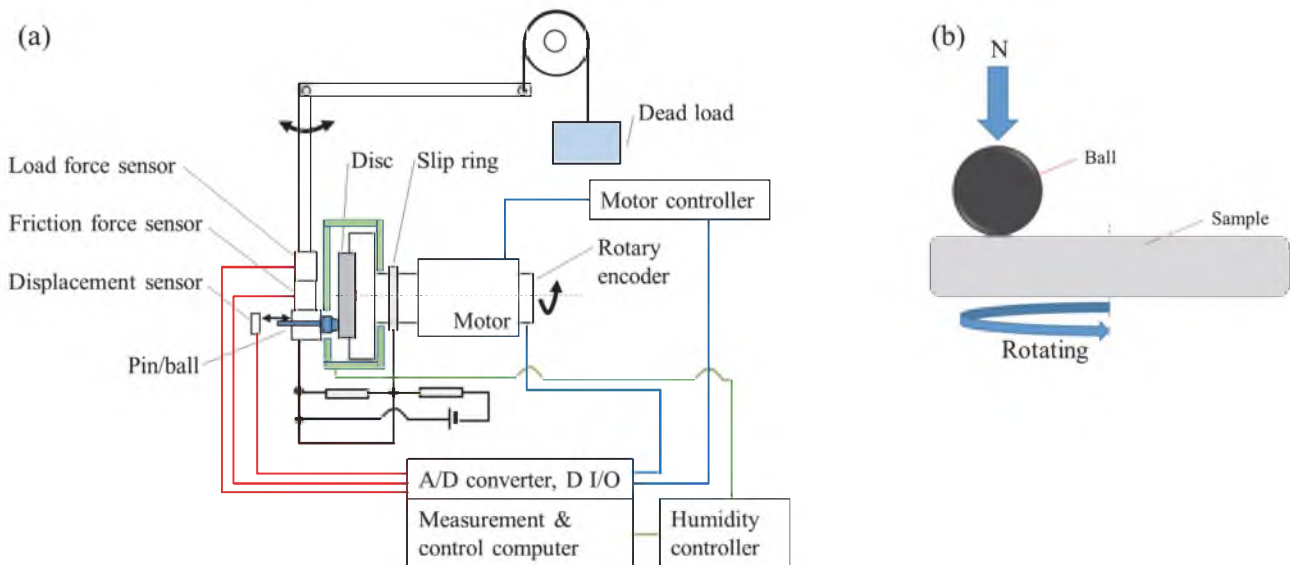 (a)
Dead load
Load force sensor
Disc
Slip ring
Friction force sensor
Motor controller
Displacement sensor
Rotary
encoder
Motor
Pin/ball
A/D converter, D I/O
Measurement &
control computer
Humidity
controller
(b)
N
Ball
Sample
Rotating